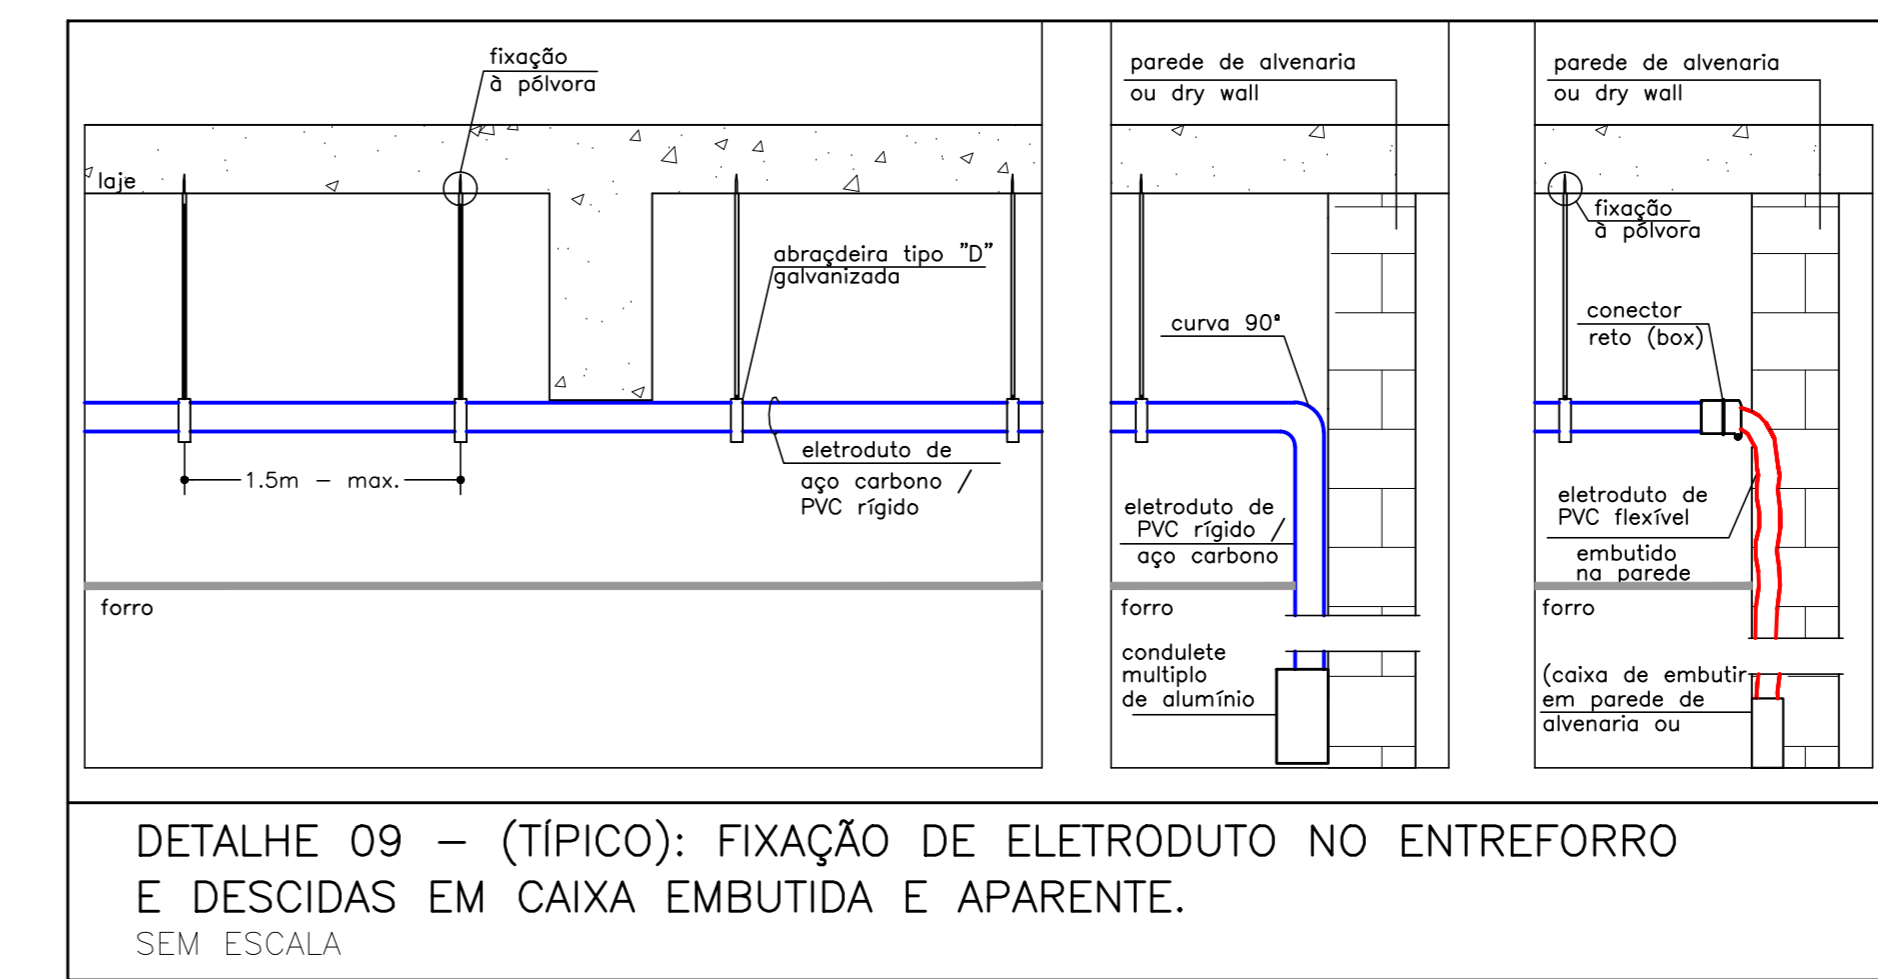 fixação
à pólvora
laje
abraçdeira tipo "D"
galvanizada
1.5m - max.
eletroduto de
aço carbono /
PVC rígido
forro
parede de alvenaria
ou dry wall
curva 90°
eletroduto de
PVC rígido /
aço carbono
forro
condulete
multiplo
de alumínio
parede de alvenaria
ou dry wall
fixação
à pólvora
conector
reto (box)
eletroduto de
PVC flexível
embutido
na parede
forro
(caixa de embutir
em parede de
alvenaria ou
DETALHE 09 – (TÍPICO): FIXAÇÃO DE ELETRODUTO NO ENTREFORRO
E DESCIDAS EM CAIXA EMBUTIDA E APARENTE.
SEM ESCALA